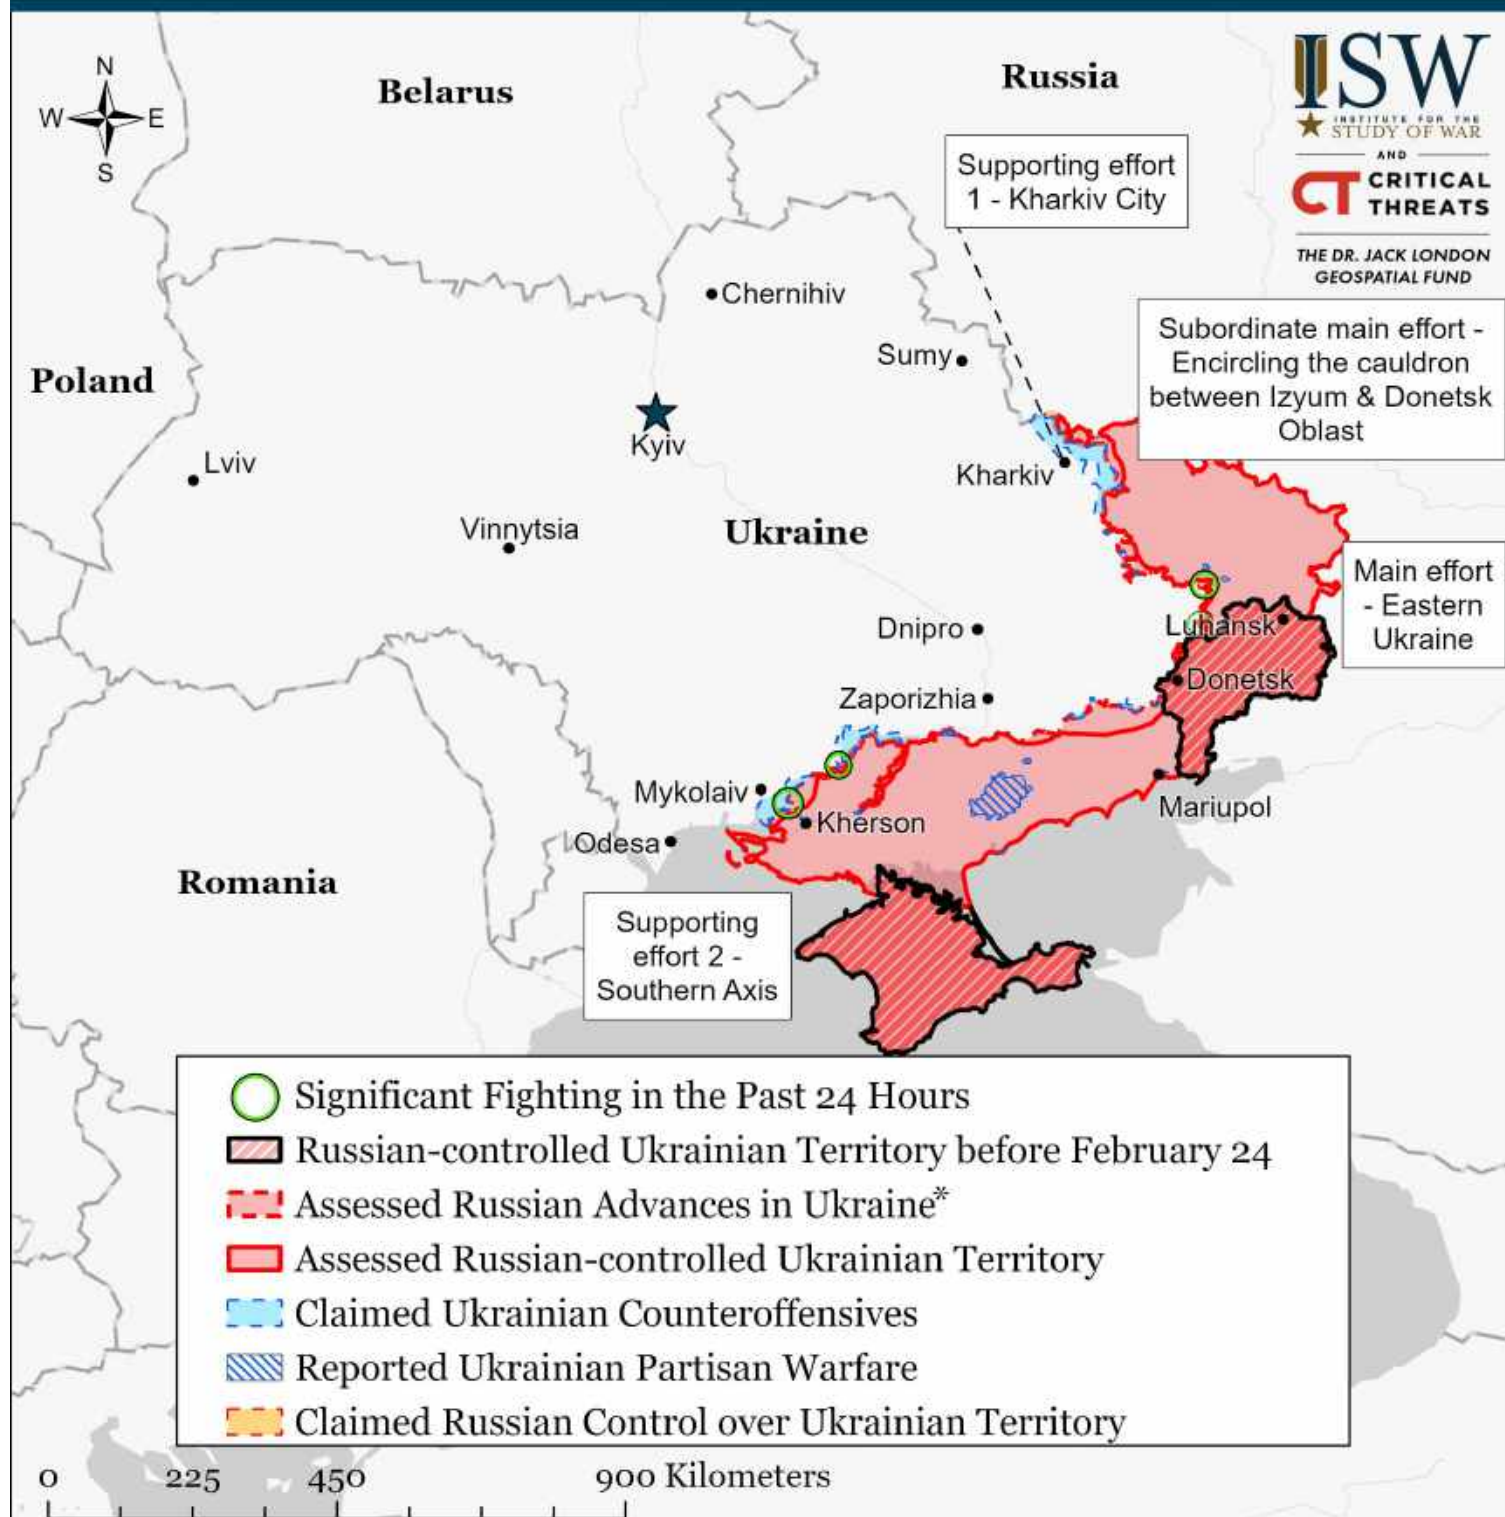 N
W E
S
Belarus
Russia
ISW
INSTITUTE FOR THE
STUDY OF WAR
AND
CT CRITICAL
THREATS
THE DR. JACK LONDON
GEOSPATIAL FUND
Supporting effort
1 - Kharkiv City
Chernihiv
Subordinate main effort -
Encircling the cauldron
between Izyum & Donetsk
Oblast
Sumy
Poland
Kyiv
Lviv
Kharkiv
Vinnytsia
Ukraine
Main effort
- Eastern
Ukraine
Dnipro
Luhansk
Donetsk
Zaporizhia
Mykolaiv
Mariupol
Kherson
Odesa
Romania
Supporting
effort 2 -
Southern Axis
Significant Fighting in the Past 24 Hours
Russian-controlled Ukrainian Territory before February 24
Assessed Russian Advances in Ukraine*
Assessed Russian-controlled Ukrainian Territory
Claimed Ukrainian Counteroffensives
Reported Ukrainian Partisan Warfare
Claimed Russian Control over Ukrainian Territory
0 225 450 900 Kilometers